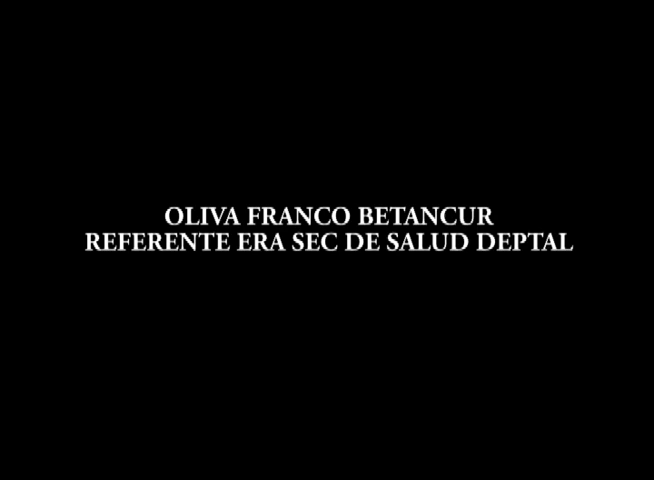 OLIVA FRANCO BETANCUR
REFERENTE ERA SEC DE SALUD DEPTAL